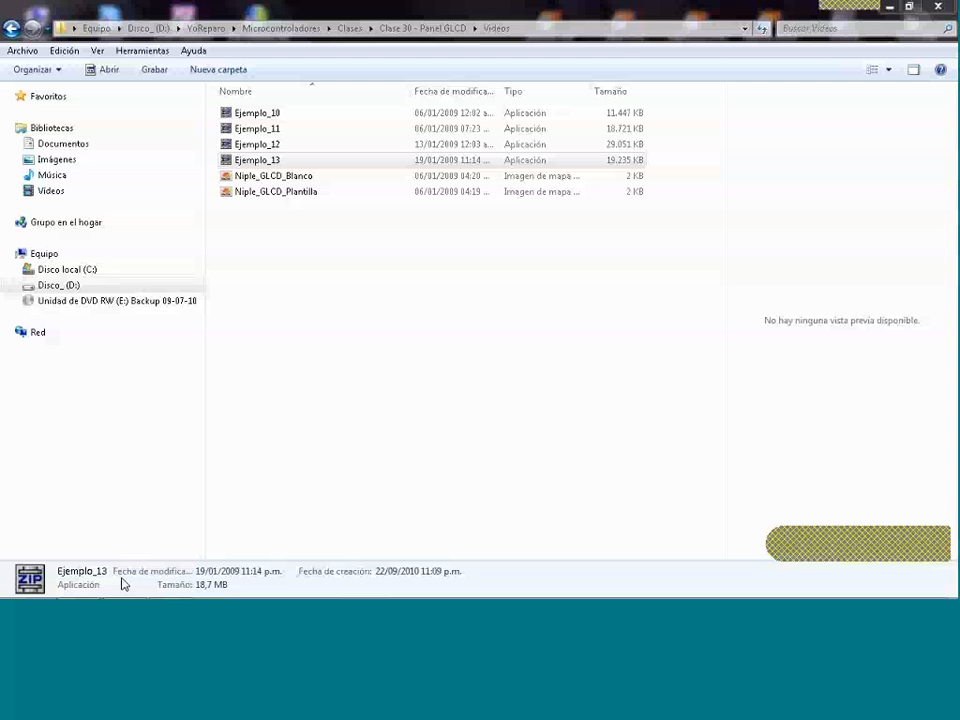 Equipo ▸ Disco_ (D:) ▸ YoReparo ▸ Microcontroladores ▸ Clases ▸ Clase 30 - Panel GLCD ▸ Videos
Buscar Videos
Archivo Edición Ver Herramientas Ayuda
Organizar Abrir Grabar Nueva carpeta
Nombre Fecha de modifica... Tipo Tamaño
Favoritos
Bibliotecas
Documentos
Imágenes
Música
Vídeos
Grupo en el hogar
Equipo
Disco local (C:)
Disco_ (D:)
Unidad de DVD RW (E:) Backup 09-07-10
Red
Ejemplo_10 06/01/2009 12:02 a... Aplicación 11.447 KB
Ejemplo_11 06/01/2009 07:23 ... Aplicación 18.721 KB
Ejemplo_12 13/01/2009 12:03 a... Aplicación 29.051 KB
Ejemplo_13 19/01/2009 11:14 ... Aplicación 19.235 KB
Niple_GLCD_Blanco 06/01/2009 04:20 ... Imagen de mapa ... 2 KB
Niple_GLCD_Plantilla 06/01/2009 04:19 ... Imagen de mapa ... 2 KB
No hay ninguna vista previa disponible.
ZIP
Ejemplo_13 Fecha de modifica... 19/01/2009 11:14 p.m. Fecha de creación: 22/09/2010 11:09 p.m.
Aplicación Tamaño: 18,7 MB